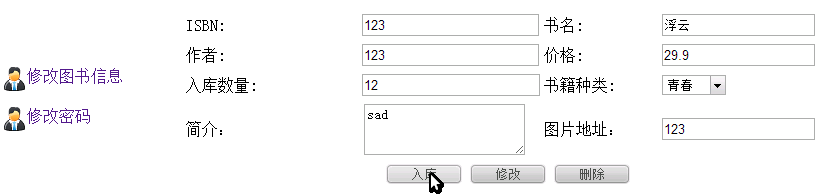 ISBN: 123 书名: 浮云
作者: 123 价格: 29.9
修改图书信息
入库数量: 12 书籍种类: 青春
修改密码
简介: sad 图片地址: 123
入库 修改 删除